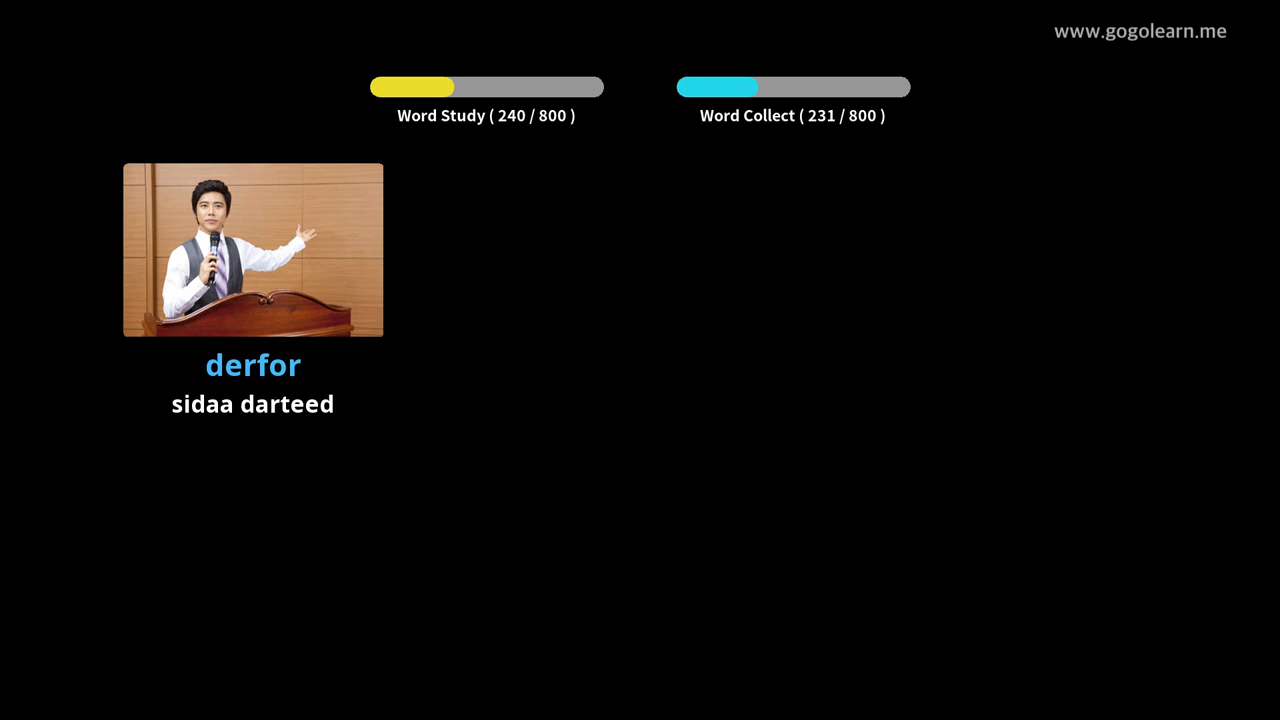 www.gogolearn.me
Word Study ( 240 / 800 )
Word Collect ( 231 / 800 )
derfor
sidaa darteed